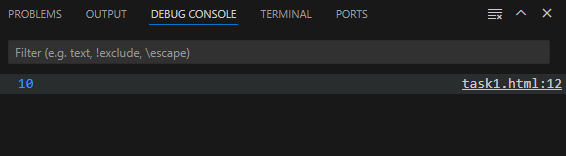 PROBLEMS OUTPUT DEBUG CONSOLE TERMINAL PORTS
Filter (e.g. text, !exclude, \escape)
10 task1.html:12